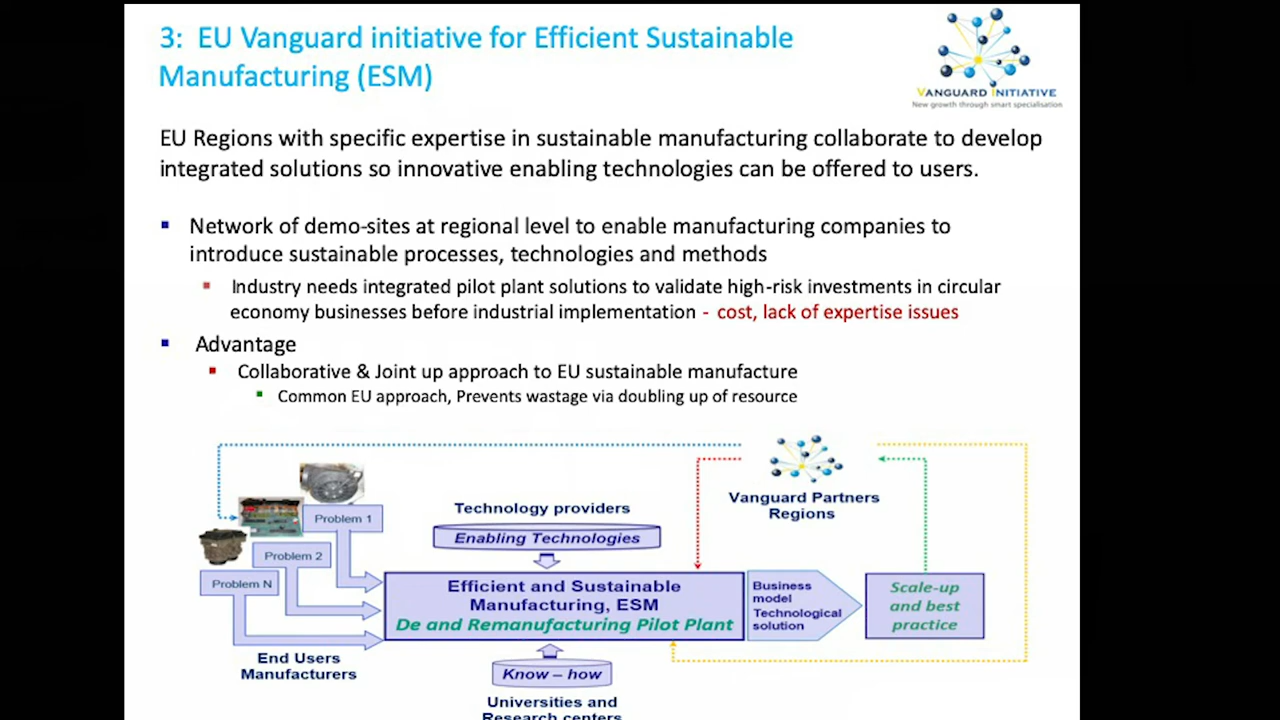 3: EU Vanguard initiative for Efficient Sustainable
Manufacturing (ESM)
VANGUARD INITIATIVE
New growth through smart specialisation
EU Regions with specific expertise in sustainable manufacturing collaborate to develop
integrated solutions so innovative enabling technologies can be offered to users.
Network of demo-sites at regional level to enable manufacturing companies to
introduce sustainable processes, technologies and methods
Industry needs integrated pilot plant solutions to validate high-risk investments in circular
economy businesses before industrial implementation - cost, lack of expertise issues
Advantage
Collaborative & Joint up approach to EU sustainable manufacture
Common EU approach, Prevents wastage via doubling up of resource
Vanguard Partners
Regions
Technology providers
Enabling Technologies
Problem 1
Problem 2
Problem N
End Users
Manufacturers
Efficient and Sustainable
Manufacturing, ESM
De and Remanufacturing Pilot Plant
Business
model
Technological
solution
Scale-up
and best
practice
Know – how
Universities and
Research centers